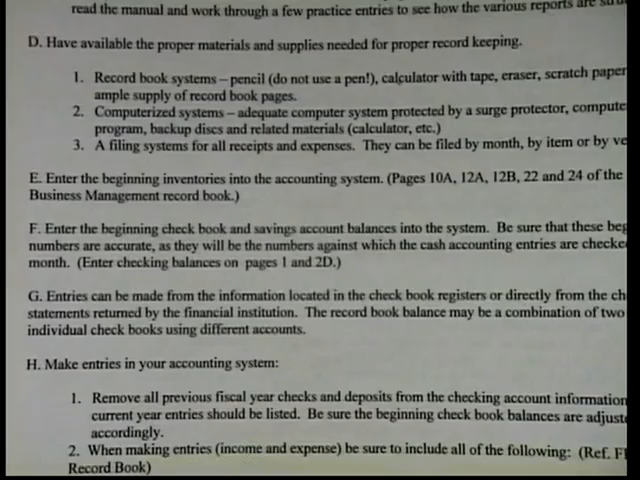 read the manual and work through a few practice entries to see how the various reports are
D. Have available the proper materials and supplies needed for proper record keeping.
1. Record book systems – pencil (do not use a pen!), calculator with tape, eraser, scratch paper
ample supply of record book pages.
2. Computerized systems – adequate computer system protected by a surge protector, compute
program, backup discs and related materials (calculator, etc.)
3. A filing systems for all receipts and expenses. They can be filed by month, by item or by ve
E. Enter the beginning inventories into the accounting system. (Pages 10A, 12A, 12B, 22 and 24 of the
Business Management record book.)
F. Enter the beginning check book and savings account balances into the system. Be sure that these beg
numbers are accurate, as they will be the numbers against which the cash accounting entries are checke
month. (Enter checking balances on pages 1 and 2D.)
G. Entries can be made from the information located in the check book registers or directly from the ch
statements returned by the financial institution. The record book balance may be a combination of two
individual check books using different accounts.
H. Make entries in your accounting system:
1. Remove all previous fiscal year checks and deposits from the checking account information
current year entries should be listed. Be sure the beginning check book balances are adjust
accordingly.
2. When making entries (income and expense) be sure to include all of the following: (Ref. F
Record Book)